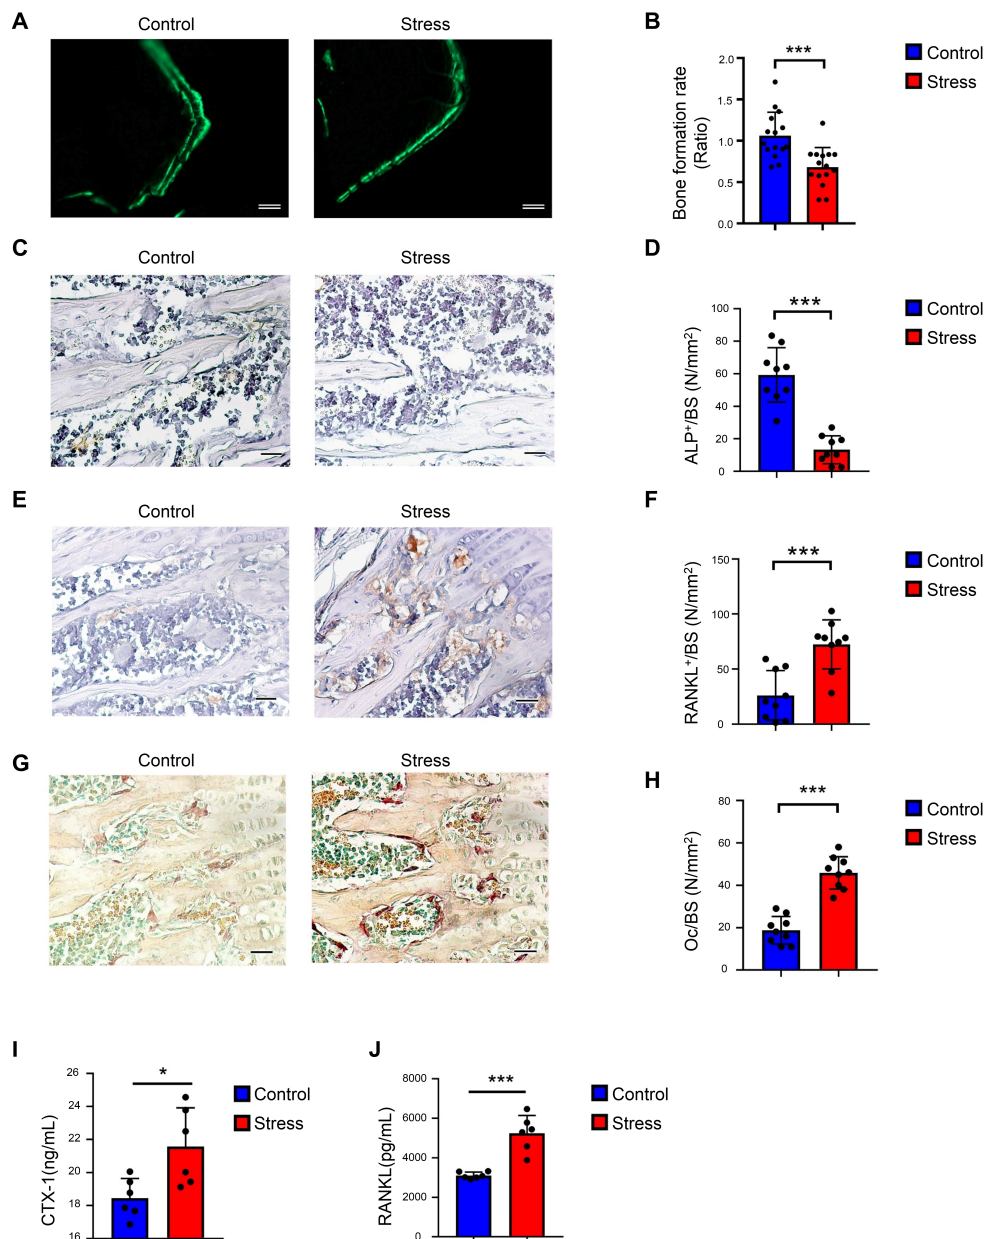 A
Control
Stress
B
Bone formation rate
(Ratio)
2.0
1.5
1.0
0.5
0.0
***
Control
Stress
C
Control
Stress
D
ALP⁺/BS (N/mm²)
100
80
60
40
20
0
***
Control
Stress
E
Control
Stress
F
RANKL⁺/BS (N/mm²)
150
100
50
0
***
Control
Stress
G
Control
Stress
H
Oc/BS (N/mm²)
80
60
40
20
0
***
Control
Stress
I
CTX-1(ng/mL)
26
24
22
20
18
16
*
Control
Stress
J
RANKL(pg/mL)
8000
6000
4000
2000
0
***
Control
Stress